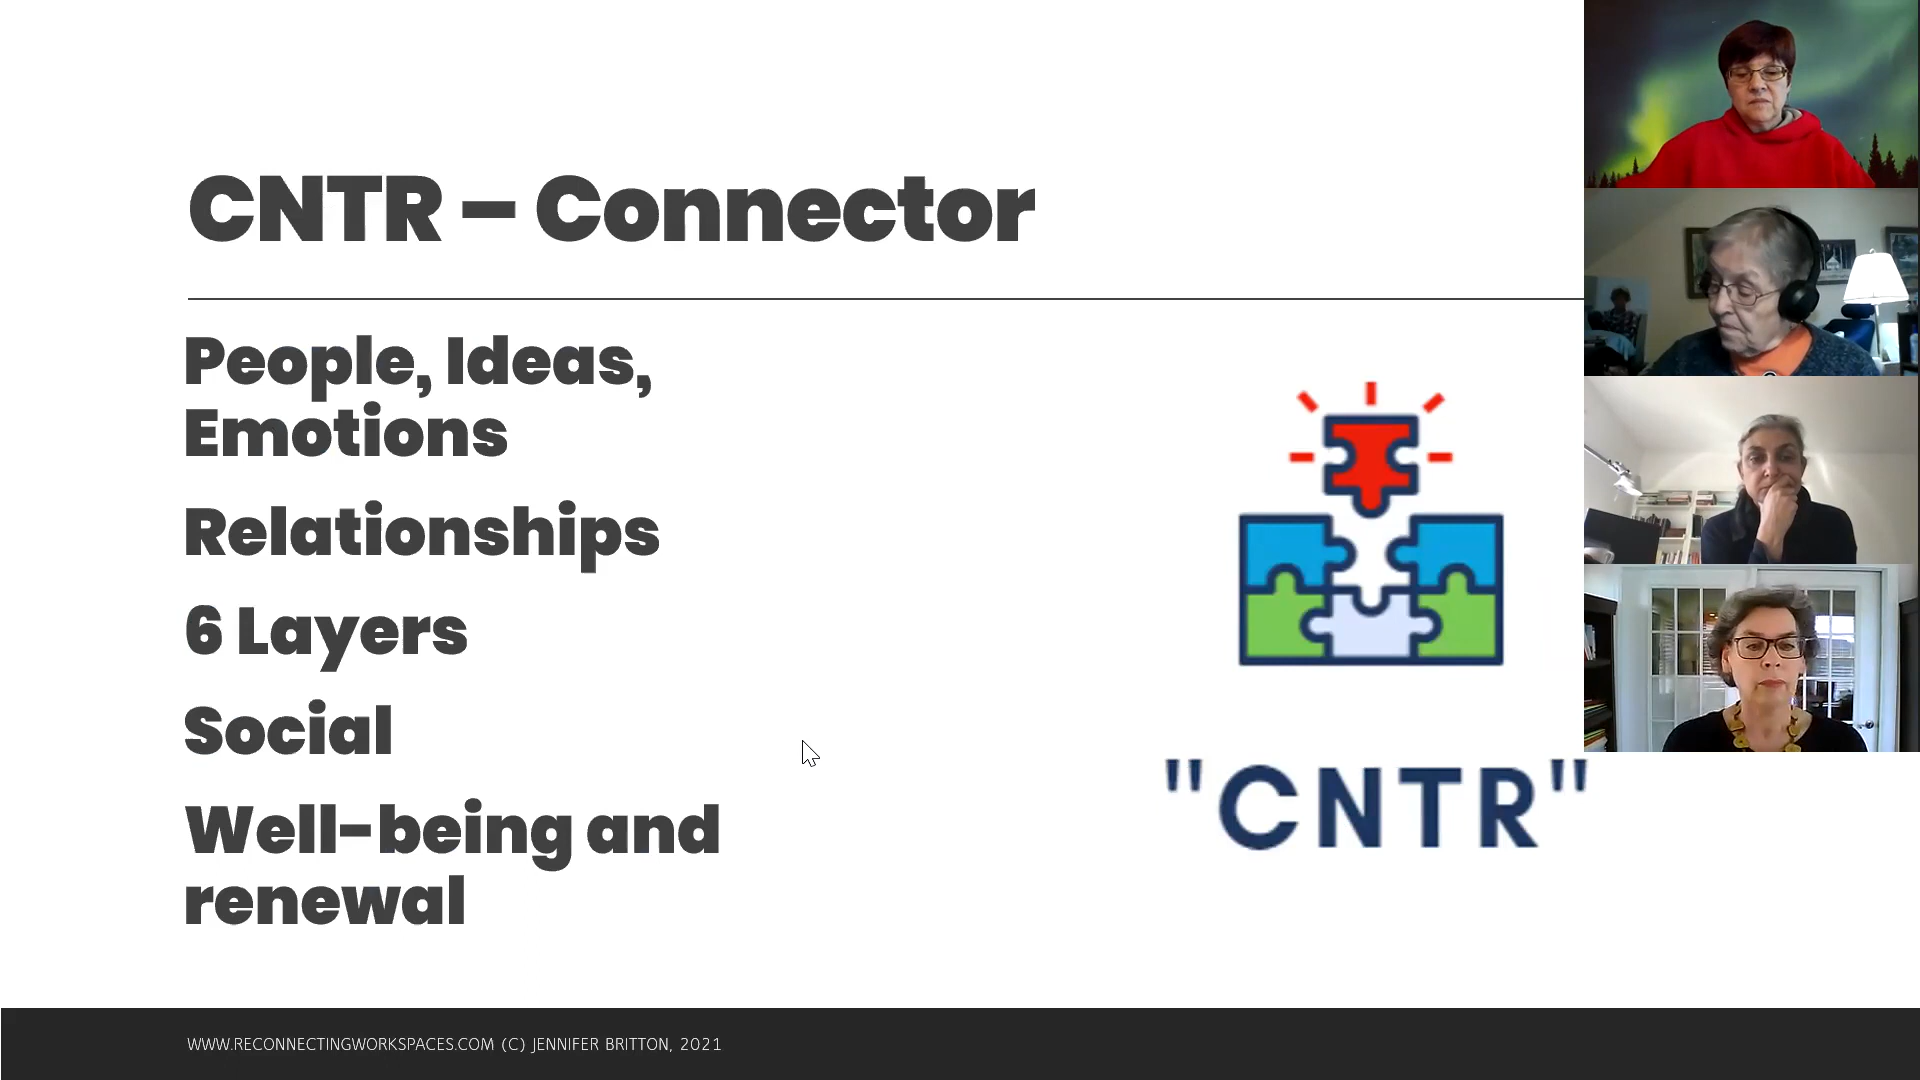 CNTR – Connector
People, Ideas,
Emotions
Relationships
6 Layers
Social
Well-being and
renewal
"CNTR"
WWW.RECONNECTINGWORKSPACES.COM (C) JENNIFER BRITTON, 2021